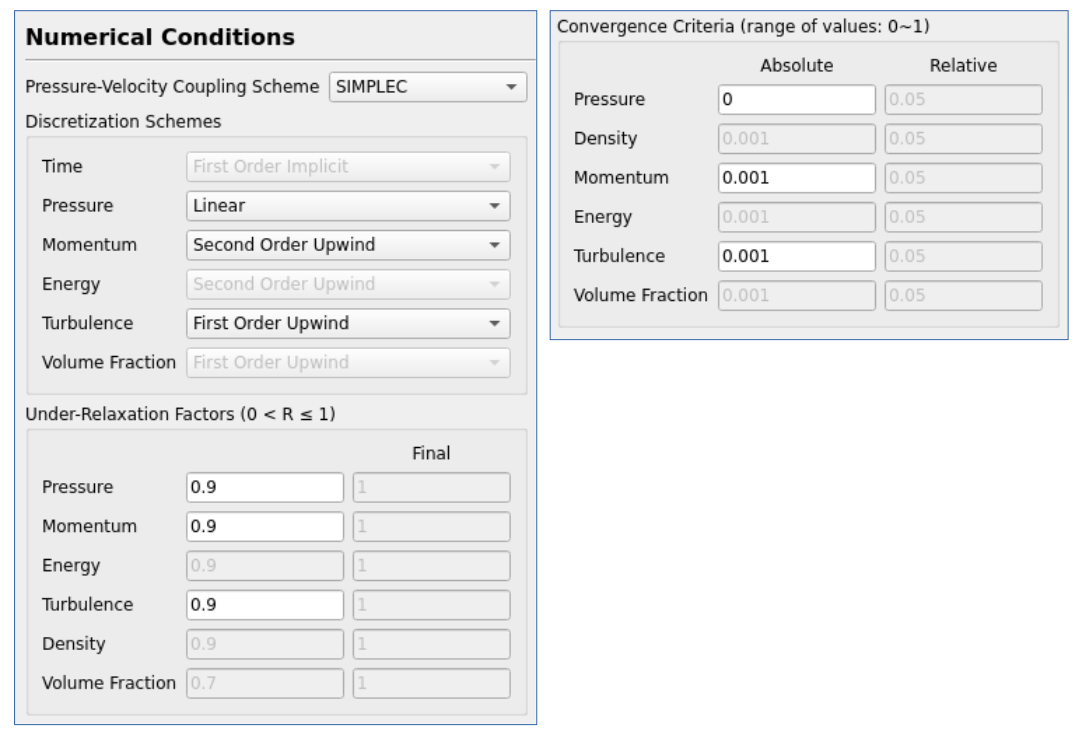 Numerical Conditions
Pressure-Velocity Coupling Scheme SIMPLEC
Discretization Schemes
Time First Order Implicit
Pressure Linear
Momentum Second Order Upwind
Energy Second Order Upwind
Turbulence First Order Upwind
Volume Fraction First Order Upwind
Under-Relaxation Factors (0 < R ≤ 1)
Final
Pressure 0.9 1
Momentum 0.9 1
Energy 0.9 1
Turbulence 0.9 1
Density 0.9 1
Volume Fraction 0.7 1
Convergence Criteria (range of values: 0~1)
Absolute Relative
Pressure 0 0.05
Density 0.001 0.05
Momentum 0.001 0.05
Energy 0.001 0.05
Turbulence 0.001 0.05
Volume Fraction 0.001 0.05